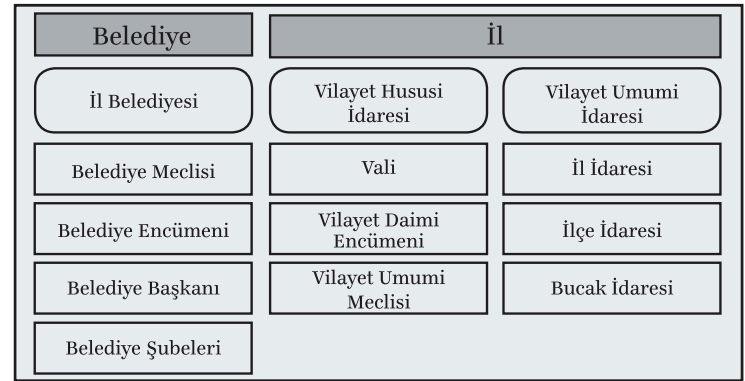 Belediye
İl
İl Belediyesi
Vilayet Hususi
İdaresi
Vilayet Umumi
İdaresi
Belediye Meclisi
Vali
İl İdaresi
Belediye Encümeni
Vilayet Daimi
Encümeni
İlçe İdaresi
Belediye Başkanı
Vilayet Umumi
Meclisi
Bucak İdaresi
Belediye Şubeleri